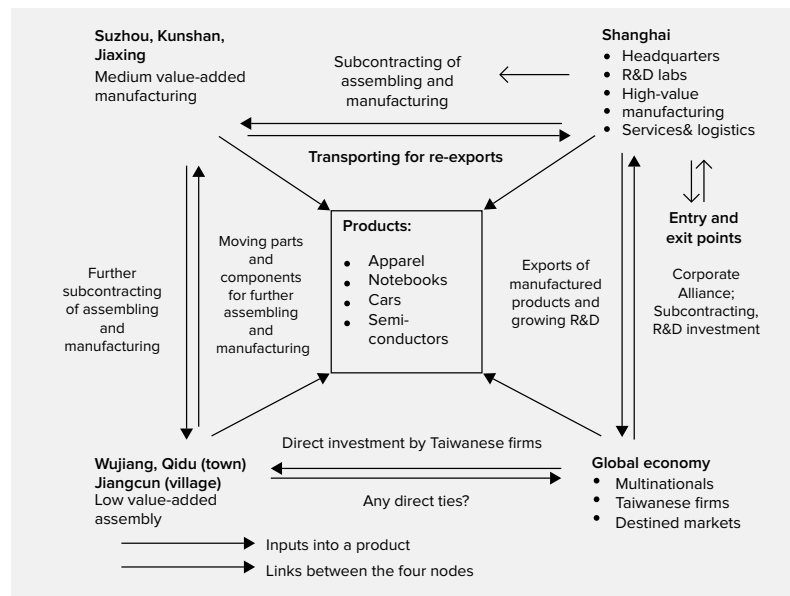 Suzhou, Kunshan,
Jiaxing
Medium value-added
manufacturing
Subcontracting of
assembling and
manufacturing
Transporting for re-exports
Shanghai
• Headquarters
• R&D labs
• High-value
• manufacturing
• Services& logistics
Entry and
exit points
Corporate
Alliance;
Subcontracting,
R&D investment
Further
subcontracting
of assembling
and
manufacturing
Moving parts
and
components
for further
assembling
and
manufacturing
Products:
• Apparel
• Notebooks
• Cars
• Semi-
conductors
Exports of
manufactured
products and
growing R&D
Wujiang, Qidu (town)
Jiangcun (village)
Low value-added
assembly
Direct investment by Taiwanese firms
Any direct ties?
Global economy
• Multinationals
• Taiwanese firms
• Destined markets
Inputs into a product
Links between the four nodes